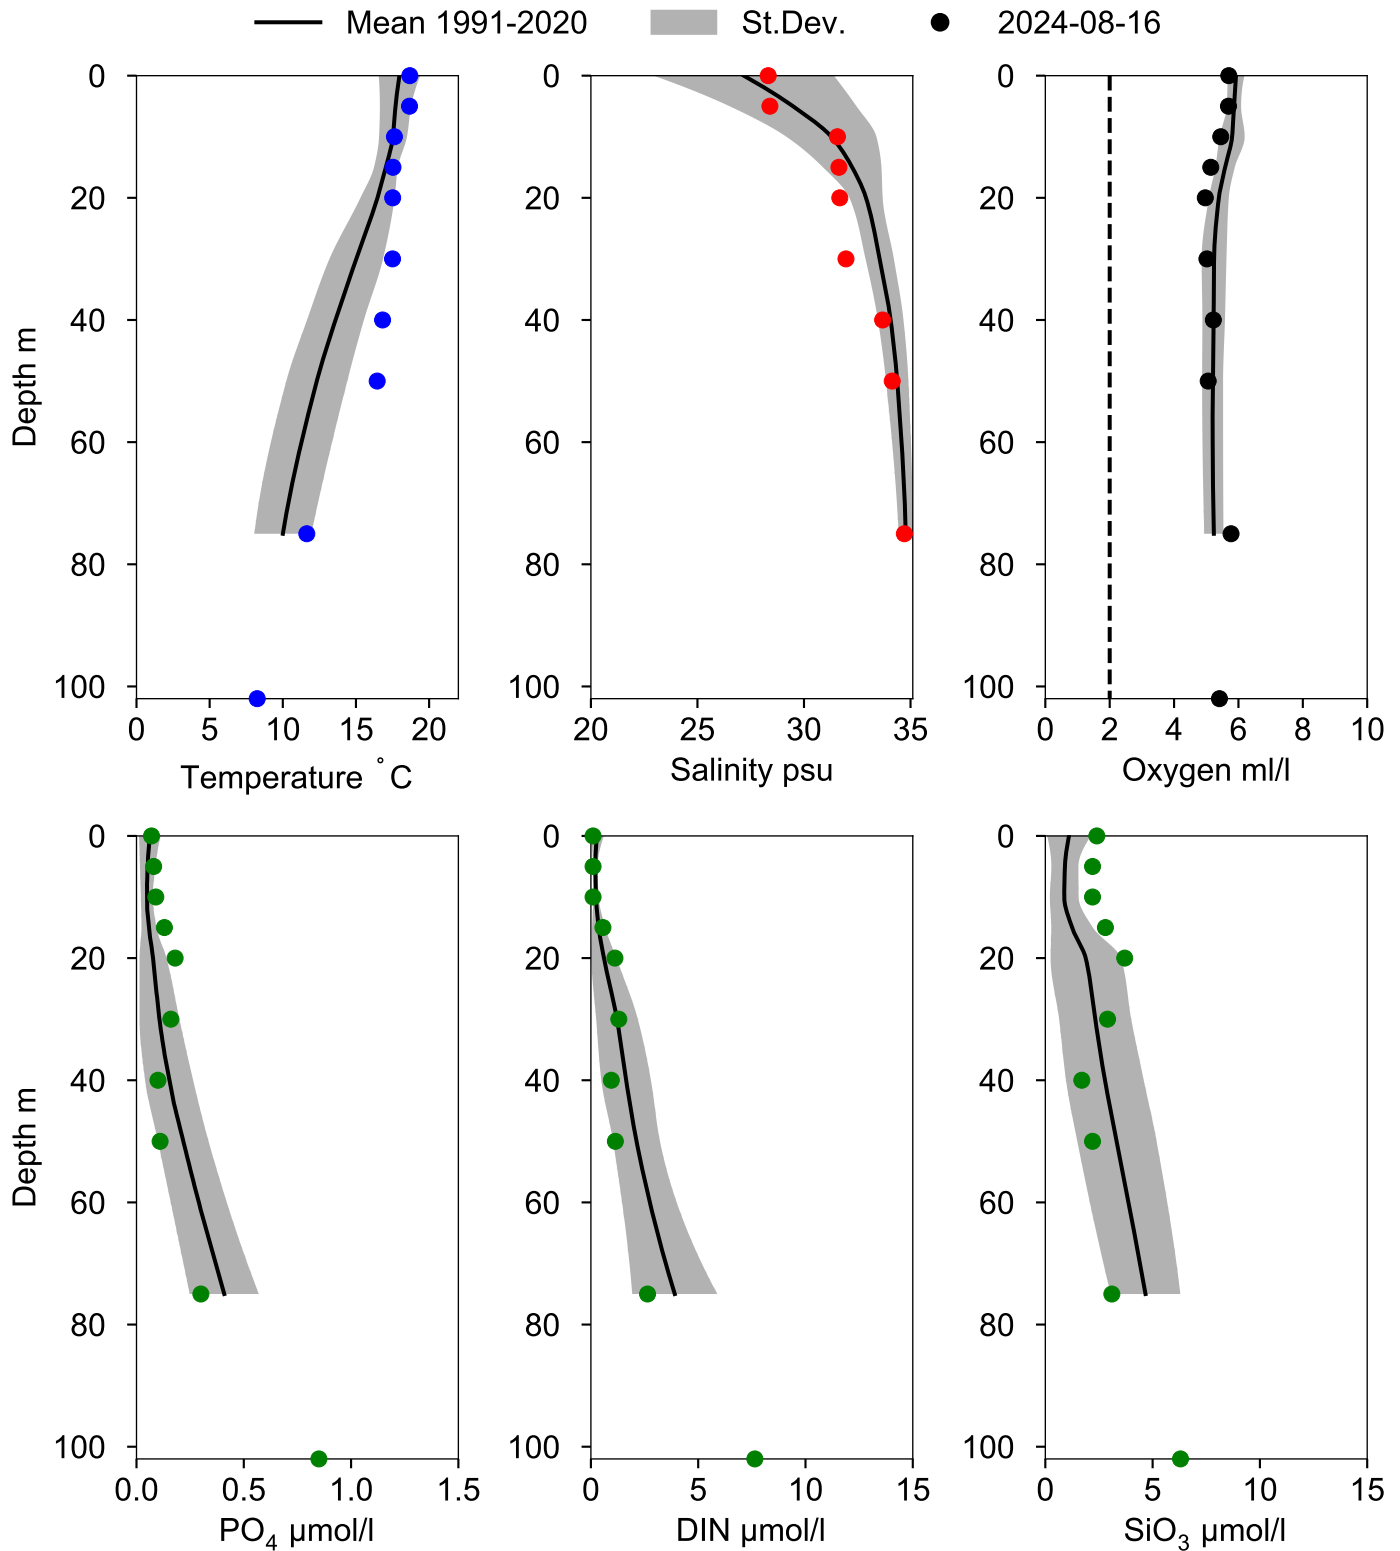 Mean 1991-2020 St.Dev. 2024-08-16
0 0 0
20 20 20
40 40 40
60 60 60
80 80 80
100 100 100
Depth m
0 5 10 15 20 20 25 30 35 0 2 4 6 8 10
Temperature °C Salinity psu Oxygen ml/l
0 0 0
20 20 20
40 40 40
60 60 60
80 80 80
100 100 100
Depth m
0.0 0.5 1.0 1.5 0 5 10 15 0 5 10 15
PO₄ µmol/l DIN µmol/l SiO₃ µmol/l